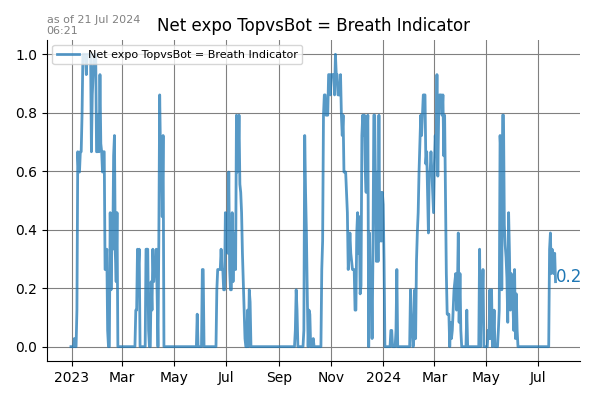 as of 21 Jul 2024
06:21
Net expo TopvsBot = Breath Indicator
Net expo TopvsBot = Breath Indicator
1.0
0.8
0.6
0.4
0.2
0.0
0.2
2023 Mar May Jul Sep Nov 2024 Mar May Jul